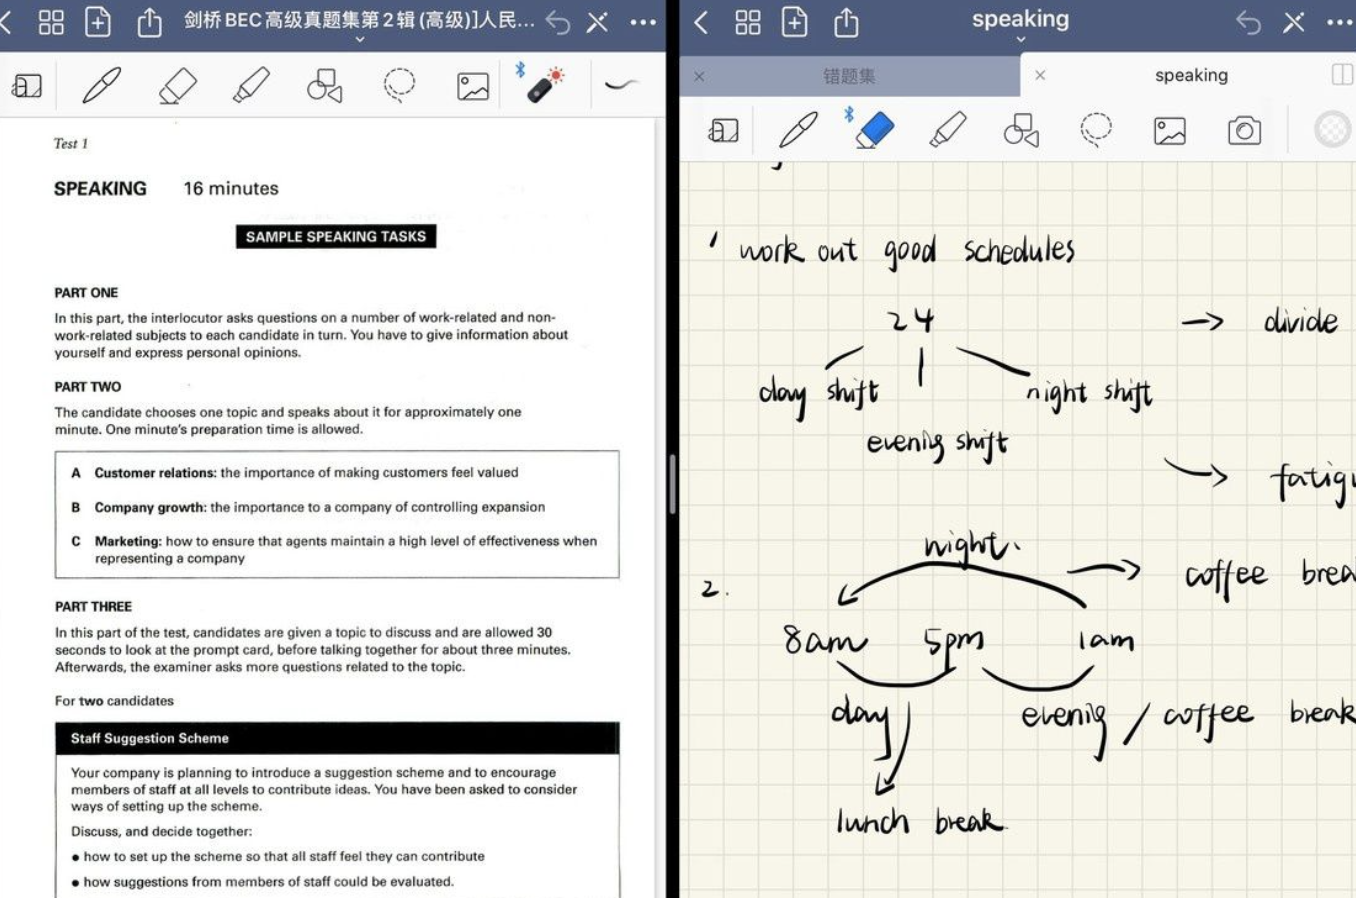 剑桥BEC高级真题集第2辑(高级)]人民...
Test 1
SPEAKING 16 minutes
SAMPLE SPEAKING TASKS
PART ONE
In this part, the interlocutor asks questions on a number of work-related and non-
work-related subjects to each candidate in turn. You have to give information about
yourself and express personal opinions.
PART TWO
The candidate chooses one topic and speaks about it for approximately one
minute. One minute's preparation time is allowed.
A Customer relations: the importance of making customers feel valued
B Company growth: the importance to a company of controlling expansion
C Marketing: how to ensure that agents maintain a high level of effectiveness when
representing a company
PART THREE
In this part of the test, candidates are given a topic to discuss and are allowed 30
seconds to look at the prompt card, before talking together for about three minutes.
Afterwards, the examiner asks more questions related to the topic.
For two candidates
Staff Suggestion Scheme
Your company is planning to introduce a suggestion scheme and to encourage
members of staff at all levels to contribute ideas. You have been asked to consider
ways of setting up the scheme.
Discuss, and decide together:
• how to set up the scheme so that all staff feel they can contribute
• how suggestions from members of staff could be evaluated.
speaking
错题集
speaking
1 work out good schedules
24 → divide
day shift night shift
evenig shift
→ fatigu
night.
→ coffee brea
2.
8am 5pm 1am
day evenig / coffee break
lunch break